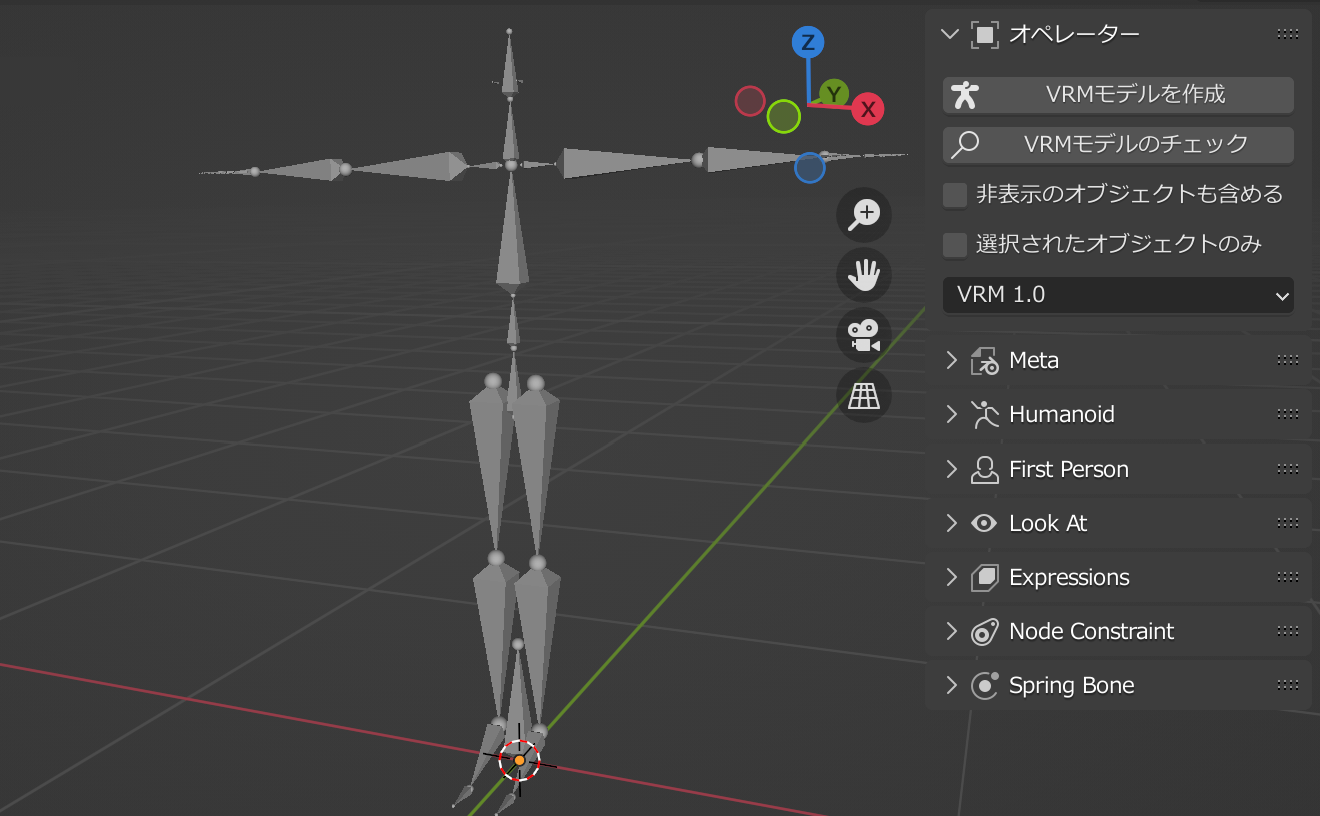 オペレーター
Z
Y
X
VRMモデルを作成
VRMモデルのチェック
非表示のオブジェクトも含める
選択されたオブジェクトのみ
VRM 1.0
Meta
Humanoid
First Person
Look At
Expressions
Node Constraint
Spring Bone